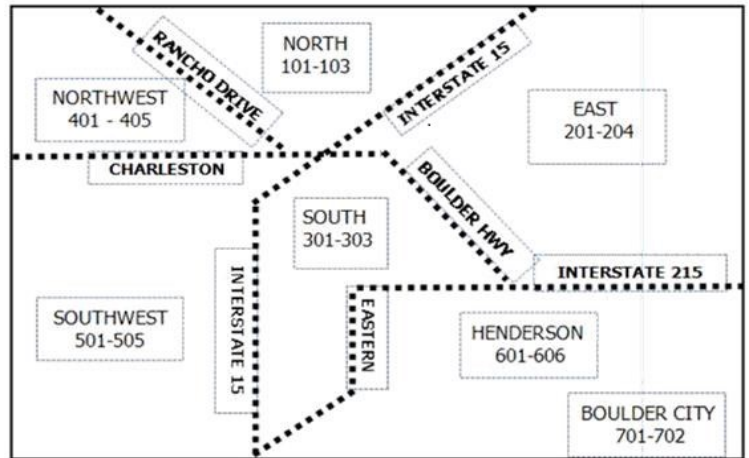 NORTH
101-103
RANCHO DRIVE
INTERSTATE 15
NORTHWEST
401 - 405
EAST
201-204
CHARLESTON
BOULDER HWY
SOUTH
301-303
INTERSTATE 215
INTERSTATE 15
EASTERN
SOUTHWEST
501-505
HENDERSON
601-606
BOULDER CITY
701-702